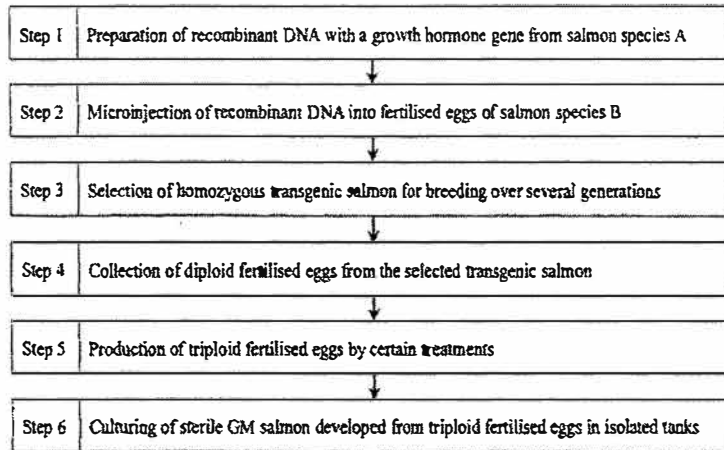 Step 1 Preparation of recombinant DNA with a growth hormone gene from salmon species A
Step 2 Microinjection of recombinant DNA into fertilised eggs of salmon species B
Step 3 Selection of homozygous transgenic salmon for breeding over several generations
Step 4 Collection of diploid fertilised eggs from the selected transgenic salmon
Step 5 Production of triploid fertilised eggs by certain treatments
Step 6 Culturing of sterile GM salmon developed from triploid fertilised eggs in isolated tanks